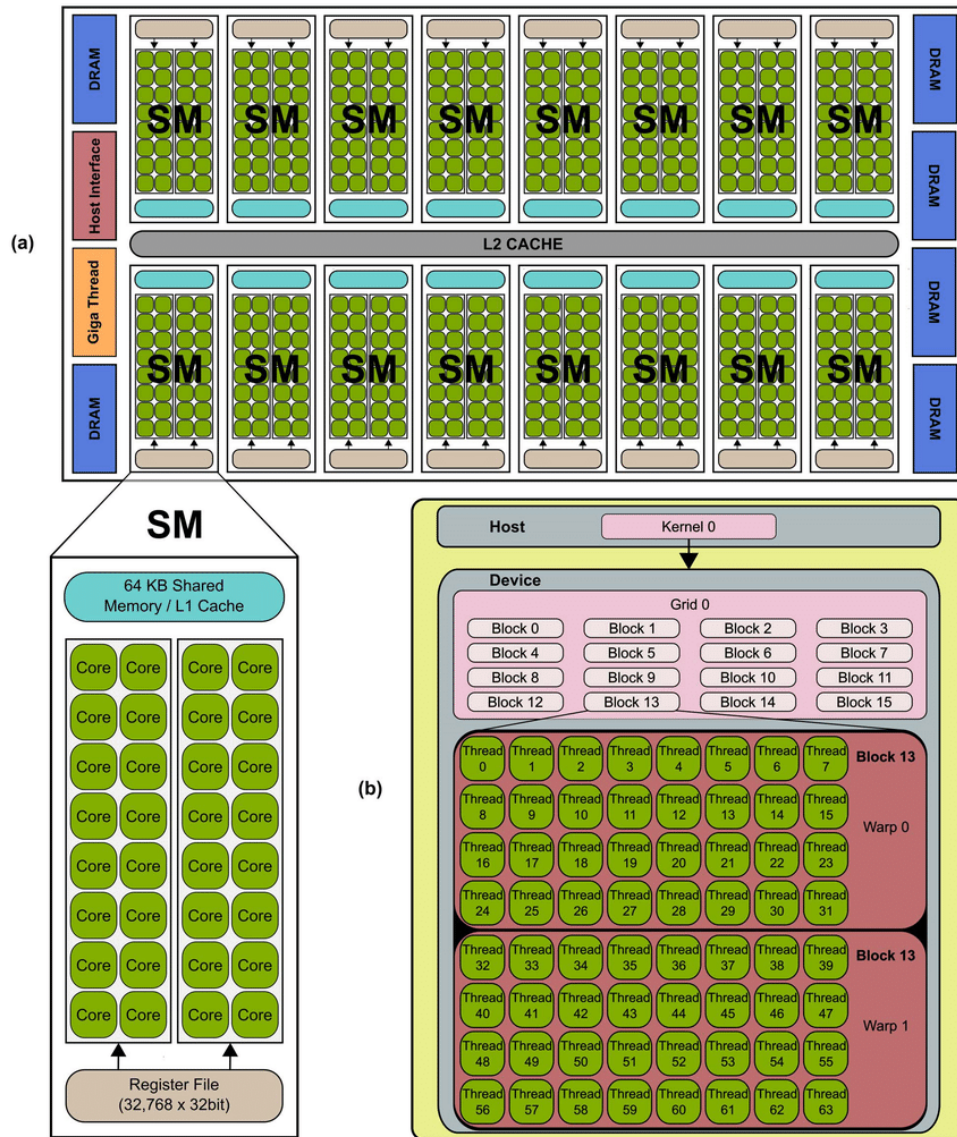 (a)
DRAM
Host Interface
Giga Thread
DRAM
SM
SM
SM
SM
SM
SM
SM
SM
L2 CACHE
SM
SM
SM
SM
SM
SM
SM
SM
DRAM
DRAM
DRAM
DRAM
SM
64 KB Shared
Memory / L1 Cache
Core Core Core Core
Core Core Core Core
Core Core Core Core
Core Core Core Core
Core Core Core Core
Core Core Core Core
Core Core Core Core
Core Core Core Core
Register File
(32,768 x 32bit)
(b)
Host
Kernel 0
Device
Grid 0
Block 0 Block 1 Block 2 Block 3
Block 4 Block 5 Block 6 Block 7
Block 8 Block 9 Block 10 Block 11
Block 12 Block 13 Block 14 Block 15
Thread Thread Thread Thread Thread Thread Thread Thread
0 1 2 3 4 5 6 7
Block 13
Thread Thread Thread Thread Thread Thread Thread Thread
8 9 10 11 12 13 14 15
Warp 0
Thread Thread Thread Thread Thread Thread Thread Thread
16 17 18 19 20 21 22 23
Thread Thread Thread Thread Thread Thread Thread Thread
24 25 26 27 28 29 30 31
Thread Thread Thread Thread Thread Thread Thread Thread
32 33 34 35 36 37 38 39
Block 13
Thread Thread Thread Thread Thread Thread Thread Thread
40 41 42 43 44 45 46 47
Warp 1
Thread Thread Thread Thread Thread Thread Thread Thread
48 49 50 51 52 53 54 55
Thread Thread Thread Thread Thread Thread Thread Thread
56 57 58 59 60 61 62 63